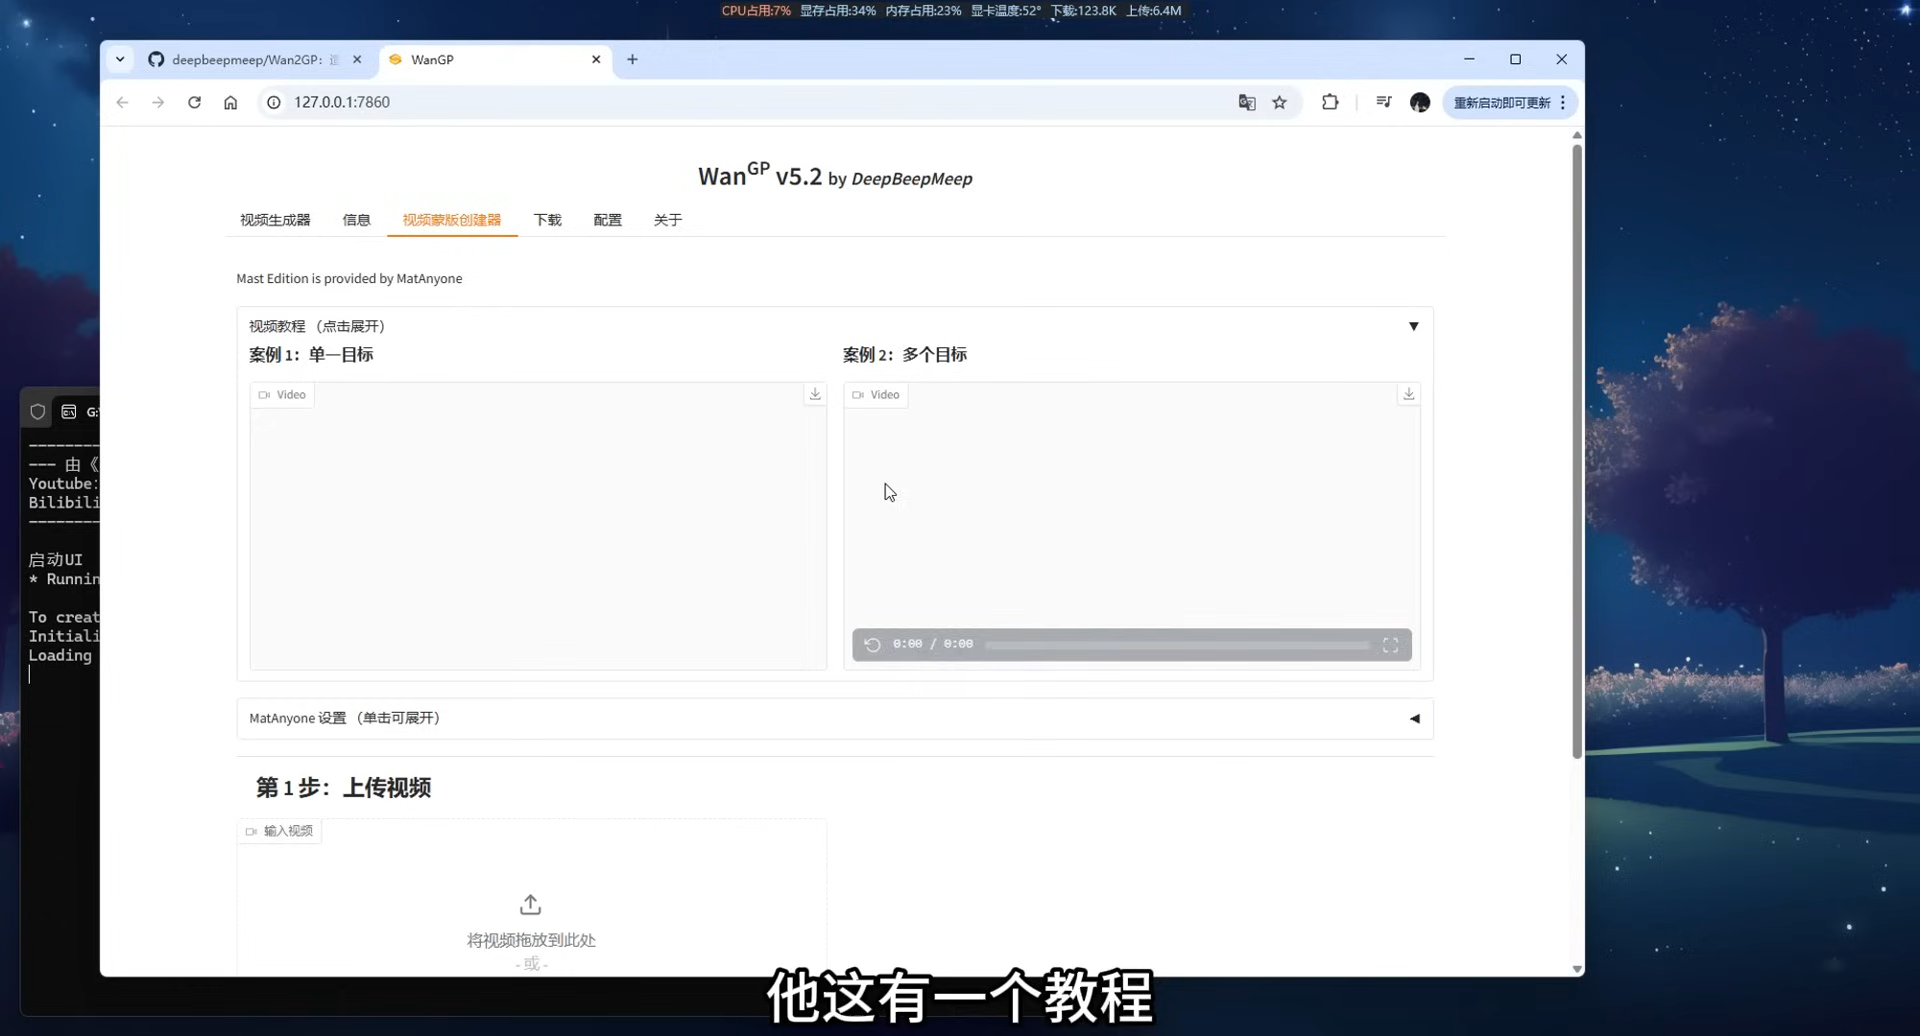 CPU占用:7% 显存占用:34% 内存占用:23% 显卡温度:52° 下载:123.8K 上传:6.4M
deepbeepmeep/Wan2GP：
WanGP
127.0.0.1:7860
重新启动即可更新
WanGP v5.2 by DeepBeepMeep
视频生成器 信息 视频蒙版创建器 下载 配置 关于
Mast Edition is provided by MatAnyone
视频教程 （点击展开）
案例 1：单一目标
案例 2：多个目标
Video
Video
0:00 / 0:00
MatAnyone 设置 （单击可展开）
第 1 步：上传视频
输入视频
将视频拖放到此处
- 或 -
G:\
--- 由《
Youtube:
Bilibili
启动UI
* Runnin
To creat
Initiali
Loading
他这有一个教程